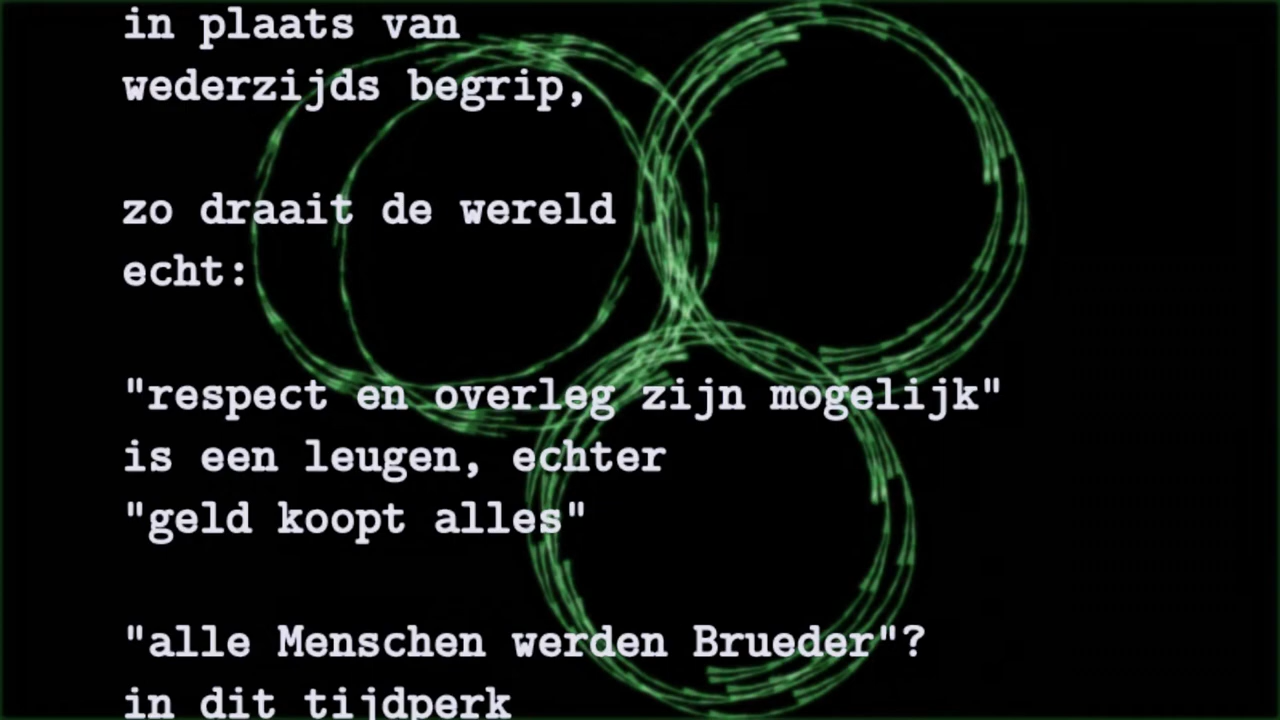 in plaats van
wederzijds begrip,
zo draait de wereld
echt:
"respect en overleg zijn mogelijk"
is een leugen, echter
"geld koopt alles"
"alle Menschen werden Brueder"?
in dit tijdperk